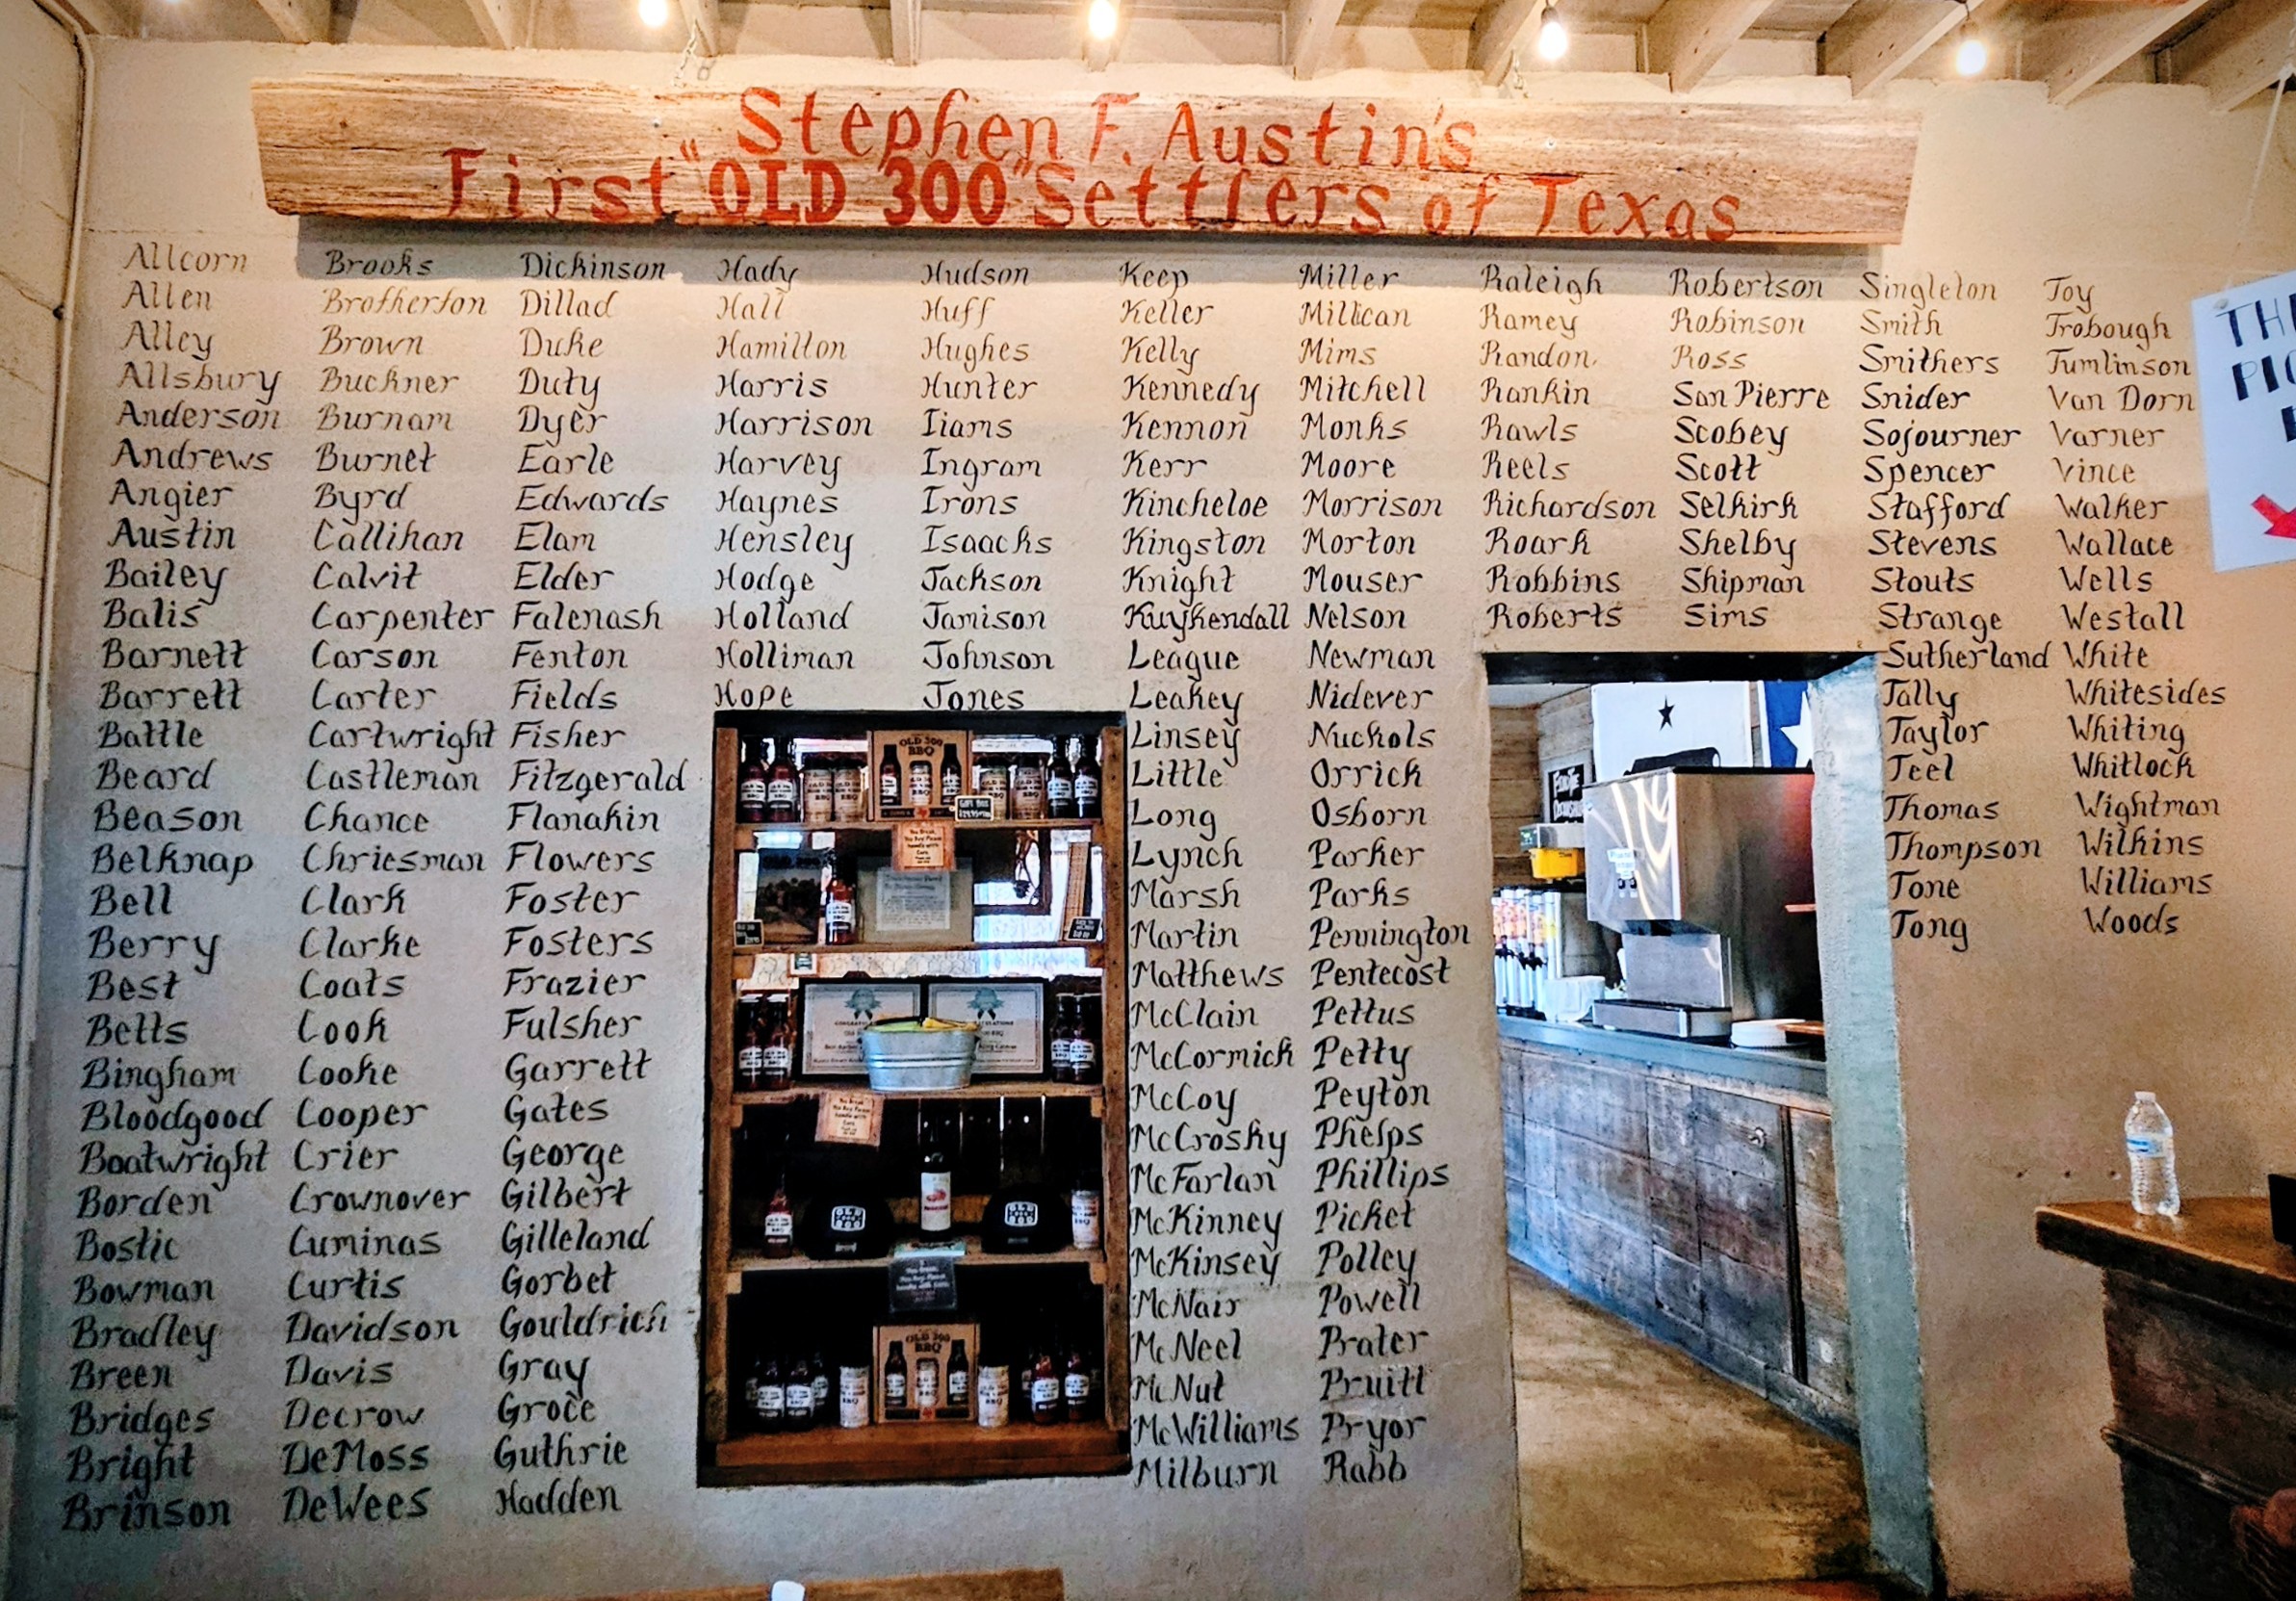 Stephen F. Austin's
First "OLD 300" Settlers of Texas
Allcorn
Allen
Alley
Allsbury
Anderson
Andrews
Angier
Austin
Bailey
Balis
Barnett
Barrett
Battle
Beard
Beason
Belknap
Bell
Berry
Best
Betts
Bingham
Bloodgood
Boatwright
Borden
Bostic
Bowman
Bradley
Breen
Bridges
Bright
Brinson
Brooks
Brotherton
Brown
Buckner
Burnam
Burnet
Byrd
Callihan
Calvit
Carpenter
Carson
Carter
Cartwright
Castleman
Chance
Chriesman
Clark
Clarke
Coats
Cook
Cooke
Cooper
Crier
Crownover
Cuminas
Curtis
Davidson
Davis
Decrow
DeMoss
DeWees
Dickinson
Dillad
Duke
Duty
Dyer
Earle
Edwards
Elam
Elder
Falenash
Fenton
Fields
Fisher
Fitzgerald
Flanakin
Flowers
Foster
Fosters
Frazier
Fulsher
Garrett
Gates
George
Gilbert
Gilleland
Gorbet
Gouldrich
Gray
Groce
Guthrie
Hadden
Hady
Hall
Hamilton
Harris
Harrison
Harvey
Haynes
Hensley
Hodge
Holland
Holliman
Hope
Hudson
Huff
Hughes
Hunter
Iiams
Ingram
Irons
Isaacks
Jackson
Jamison
Johnson
Jones
OLD 300
BBQ
OLD 300
BBQ
Keep
Keller
Kelly
Kennedy
Kennon
Kerr
Kincheloe
Kingston
Knight
Kuykendall
League
Leakey
Linsey
Little
Long
Lynch
Marsh
Martin
Matthews
McClain
McCormick
McCoy
McCrosky
McFarlan
McKinney
McKinsey
McNair
McNeel
McNut
McWilliams
Milburn
Miller
Millican
Mims
Mitchell
Monks
Moore
Morrison
Morton
Mouser
Nelson
Newman
Nidever
Nuckols
Orrick
Osborn
Parker
Parks
Pennington
Pentecost
Pettus
Petty
Peyton
Phelps
Phillips
Picket
Polley
Powell
Prater
Pruitt
Pryor
Rabb
Raleigh
Ramey
Randon
Rankin
Rawls
Reels
Richardson
Roark
Robbins
Roberts
Robertson
Robinson
Ross
San Pierre
Scobey
Scott
Selkirk
Shelby
Shipman
Sims
Singleton
Smith
Smithers
Snider
Sojourner
Spencer
Stafford
Stevens
Stouts
Strange
Sutherland
Tally
Taylor
Teel
Thomas
Thompson
Tone
Tong
Toy
Trobough
Tumlinson
Van Dorn
Varner
Vince
Walker
Wallace
Wells
Westall
White
Whitesides
Whiting
Whitlock
Wightman
Wilkins
Williams
Woods